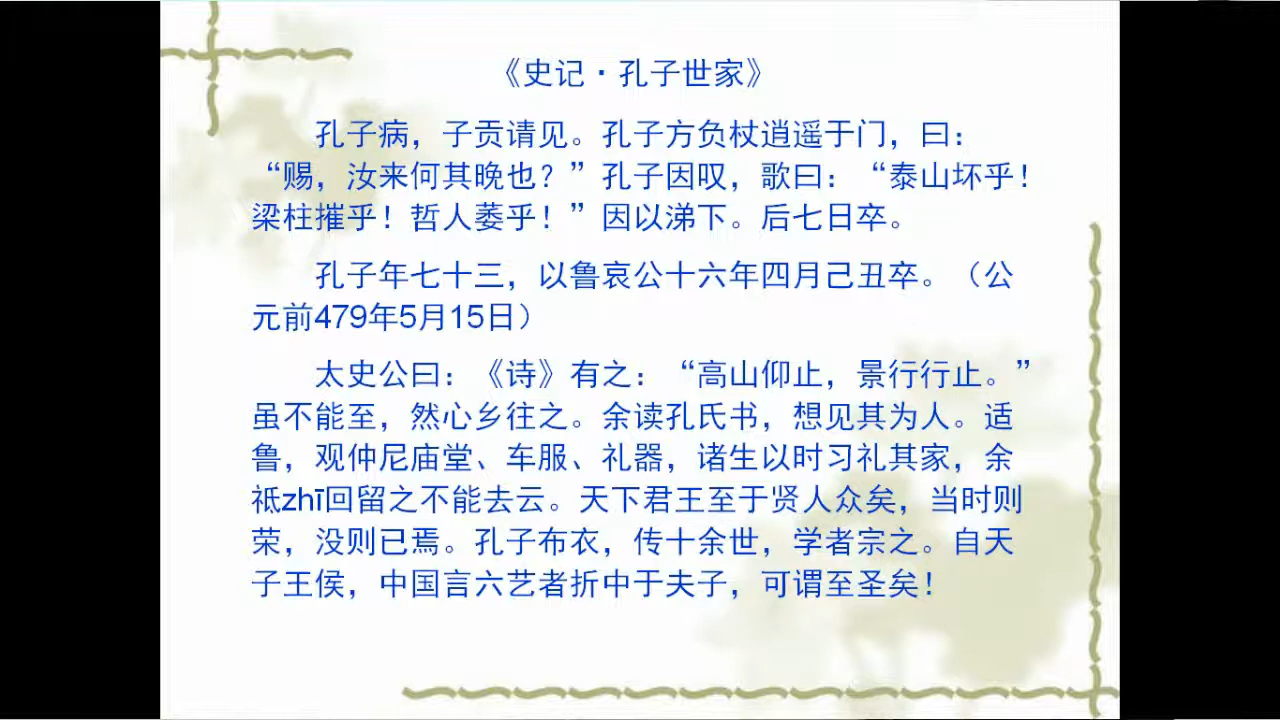 《史记·孔子世家》
孔子病，子贡请见。孔子方负杖逍遥于门，曰：
“赐，汝来何其晚也？”孔子因叹，歌曰：“泰山坏乎！
梁柱摧乎！哲人萎乎！”因以涕下。后七日卒。
孔子年七十三，以鲁哀公十六年四月己丑卒。（公
元前479年5月15日）
太史公曰：《诗》有之：“高山仰止，景行行止。”
虽不能至，然心乡往之。余读孔氏书，想见其为人。适
鲁，观仲尼庙堂、车服、礼器，诸生以时习礼其家，余
祗zhī回留之不能去云。天下君王至于贤人众矣，当时则
荣，没则已焉。孔子布衣，传十余世，学者宗之。自天
子王侯，中国言六艺者折中于夫子，可谓至圣矣！